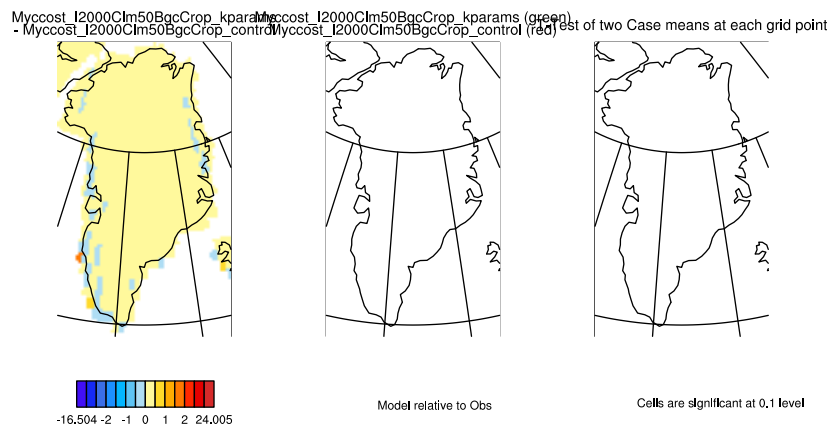 Myccost_I2000Clm50BgcCrop_kparams
- Myccost_I2000Clm50BgcCrop_control
Myccost_I2000Clm50BgcCrop_kparams (green)
Myccost_I2000Clm50BgcCrop_control (red)
T-Test of two Case means at each grid point
-16.504 -2 -1 0 1 2 24.005
Model relative to Obs
Cells are significant at 0.1 level